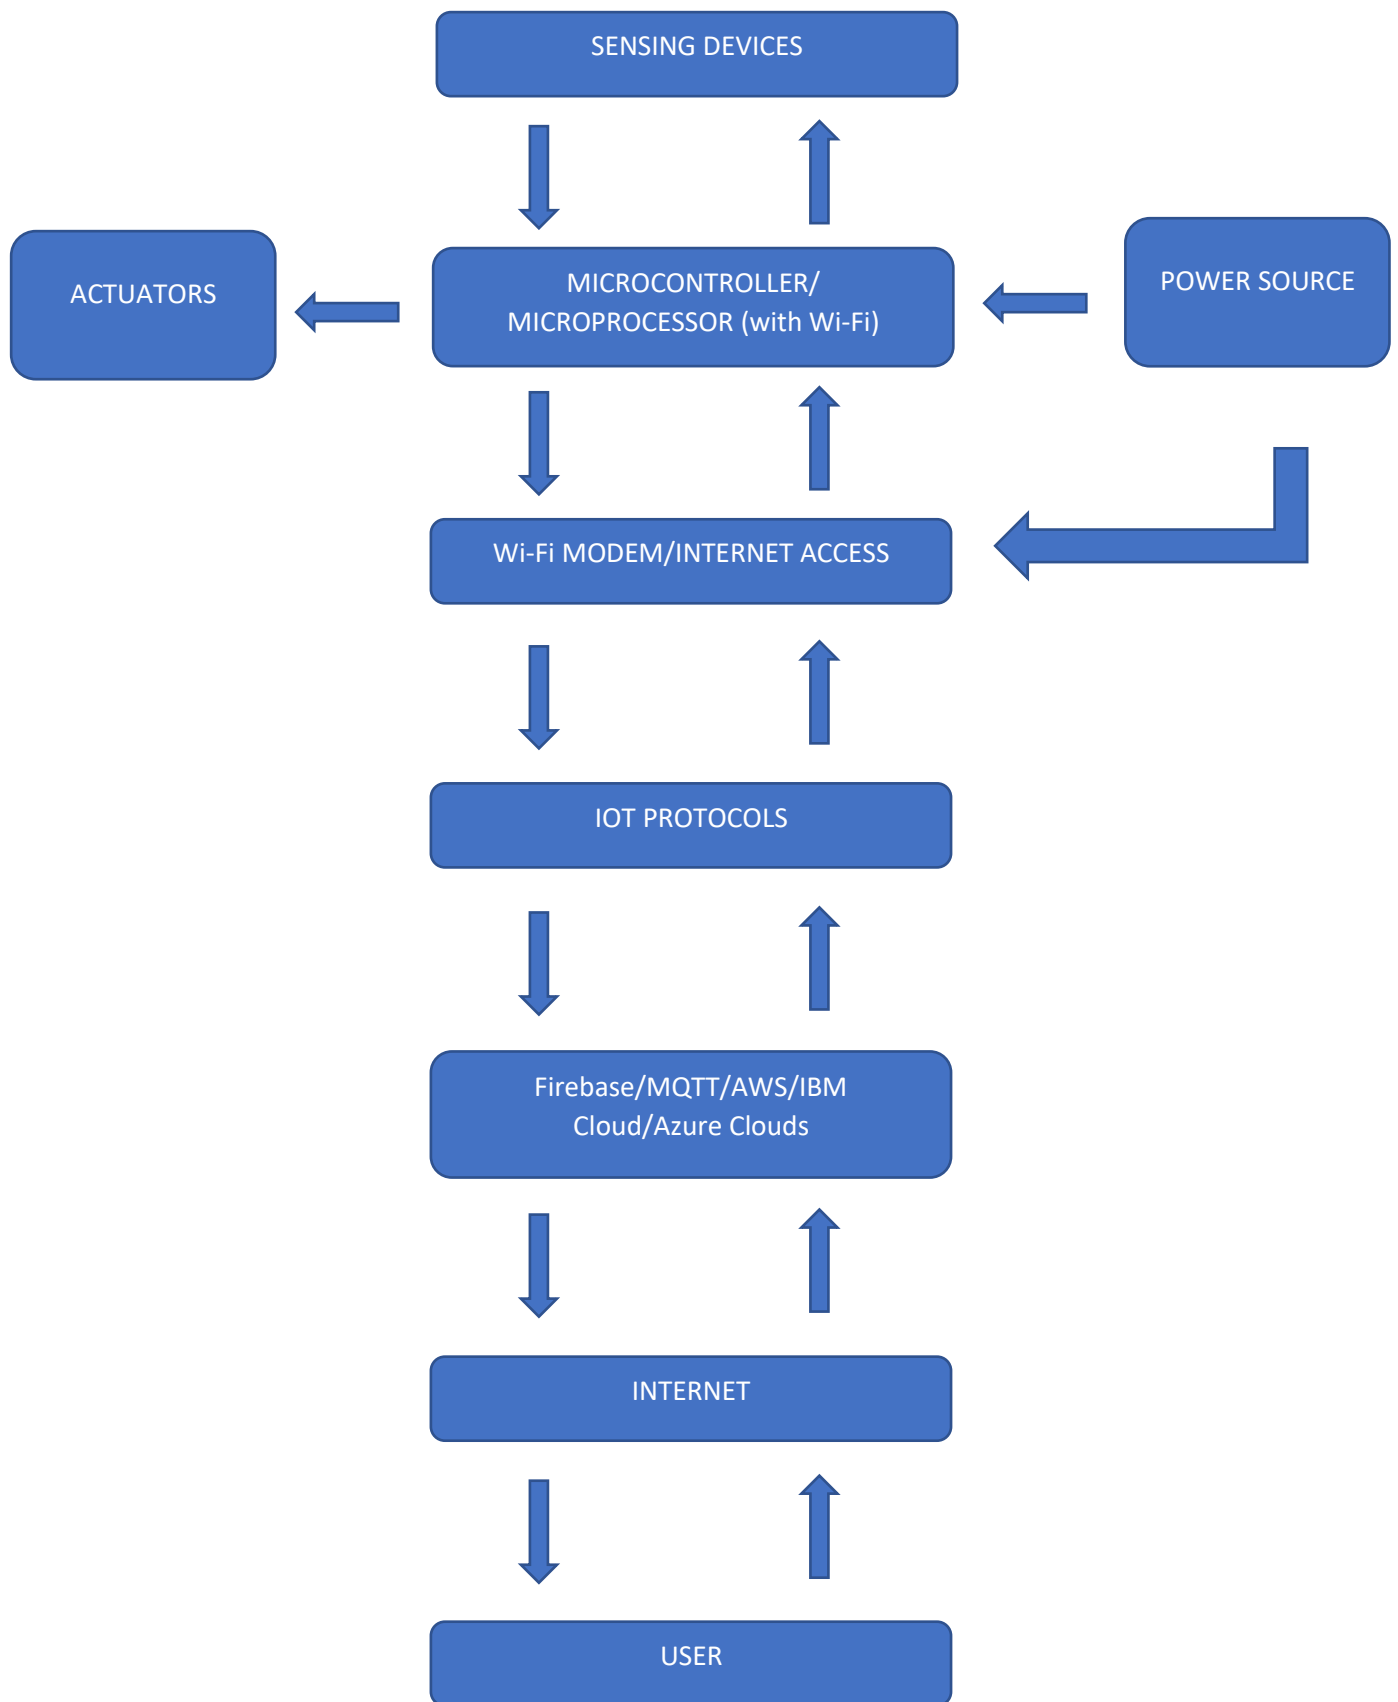 SENSING DEVICES
ACTUATORS
MICROCONTROLLER/
MICROPROCESSOR (with Wi-Fi)
POWER SOURCE
Wi-Fi MODEM/INTERNET ACCESS
IOT PROTOCOLS
Firebase/MQTT/AWS/IBM
Cloud/Azure Clouds
INTERNET
USER